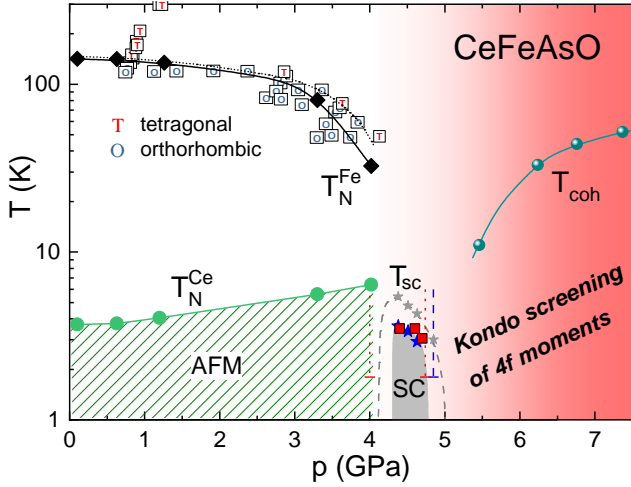 CeFeAsO
T tetragonal
O orthorhombic
T_N^Fe
T_coh
T_N^Ce
T_sc
AFM
SC
Kondo screening
of 4f moments
T (K)
100
10
1
0 1 2 3 4 5 6 7
p (GPa)